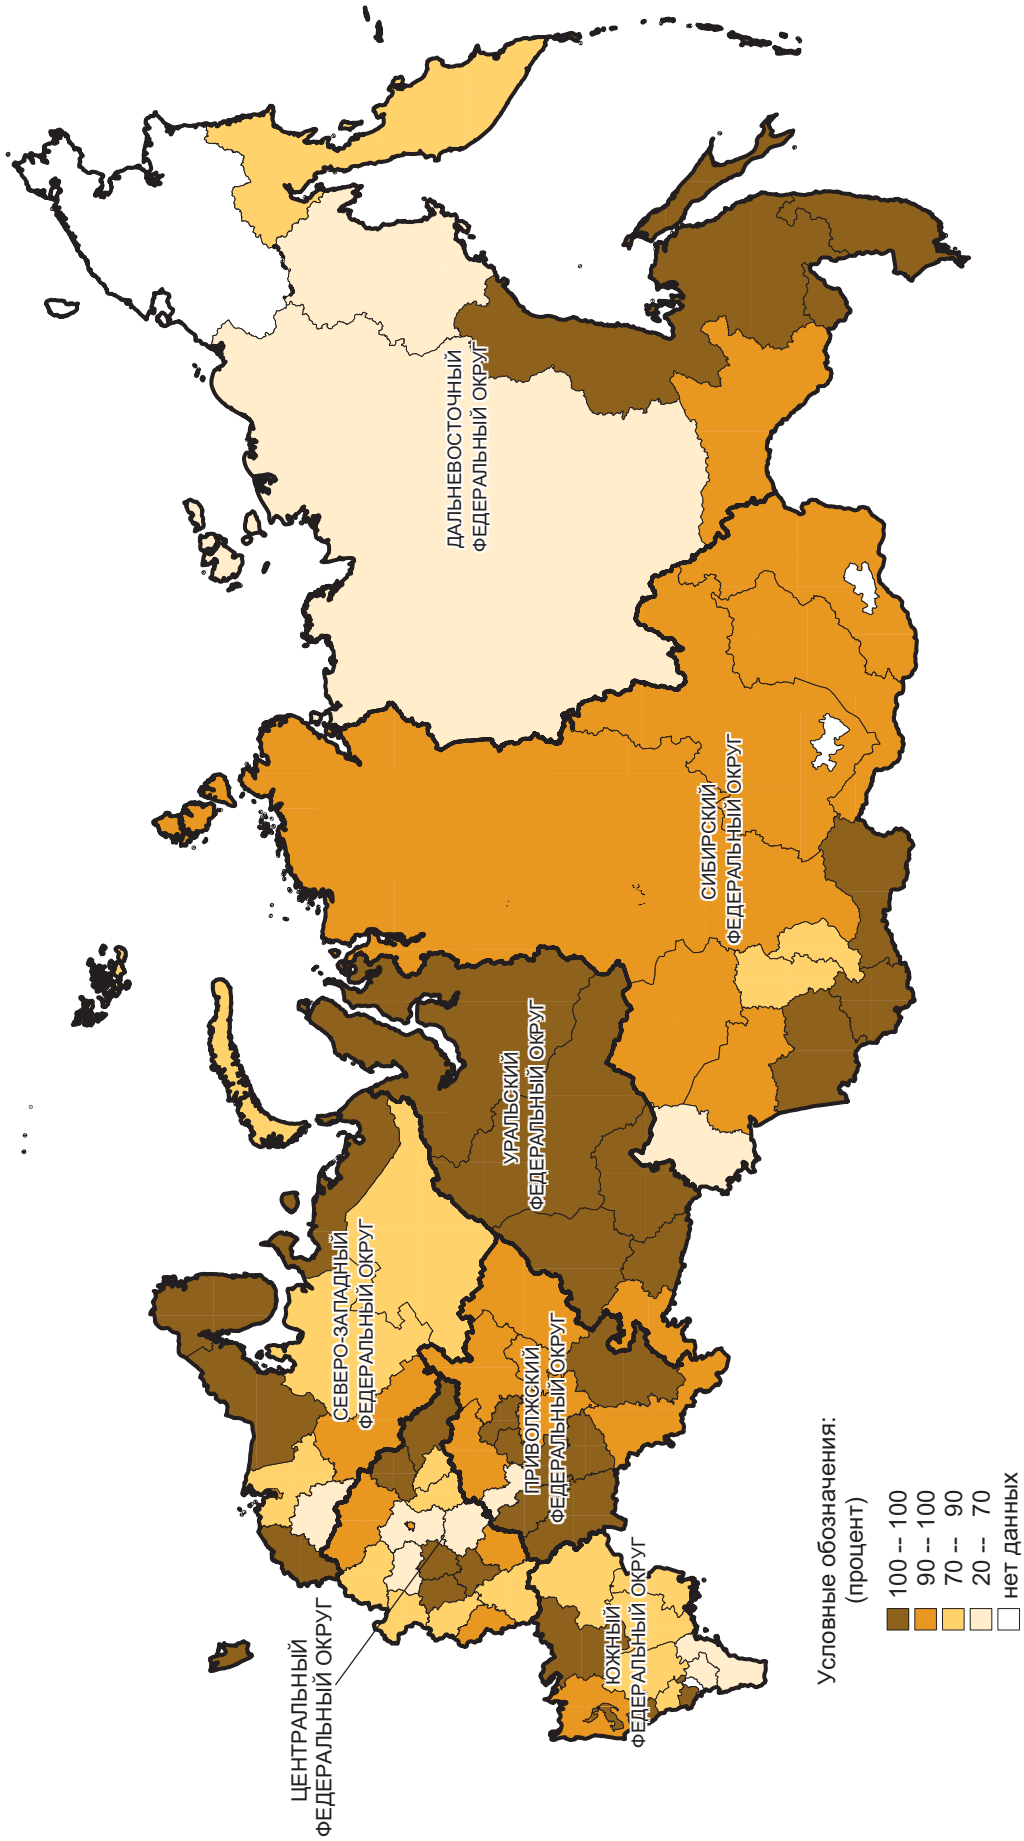 ЦЕНТРАЛЬНЫЙ
ФЕДЕРАЛЬНЫЙ ОКРУГ
СЕВЕРО-ЗАПАДНЫЙ
ФЕДЕРАЛЬНЫЙ ОКРУГ
ЮЖНЫЙ
ФЕДЕРАЛЬНЫЙ ОКРУГ
ПРИВОЛЖСКИЙ
ФЕДЕРАЛЬНЫЙ ОКРУГ
УРАЛЬСКИЙ
ФЕДЕРАЛЬНЫЙ ОКРУГ
СИБИРСКИЙ
ФЕДЕРАЛЬНЫЙ ОКРУГ
ДАЛЬНЕВОСТОЧНЫЙ
ФЕДЕРАЛЬНЫЙ ОКРУГ
Условные обозначения:
(процент)
100 -- 100
90 -- 100
70 -- 90
20 -- 70
нет данных